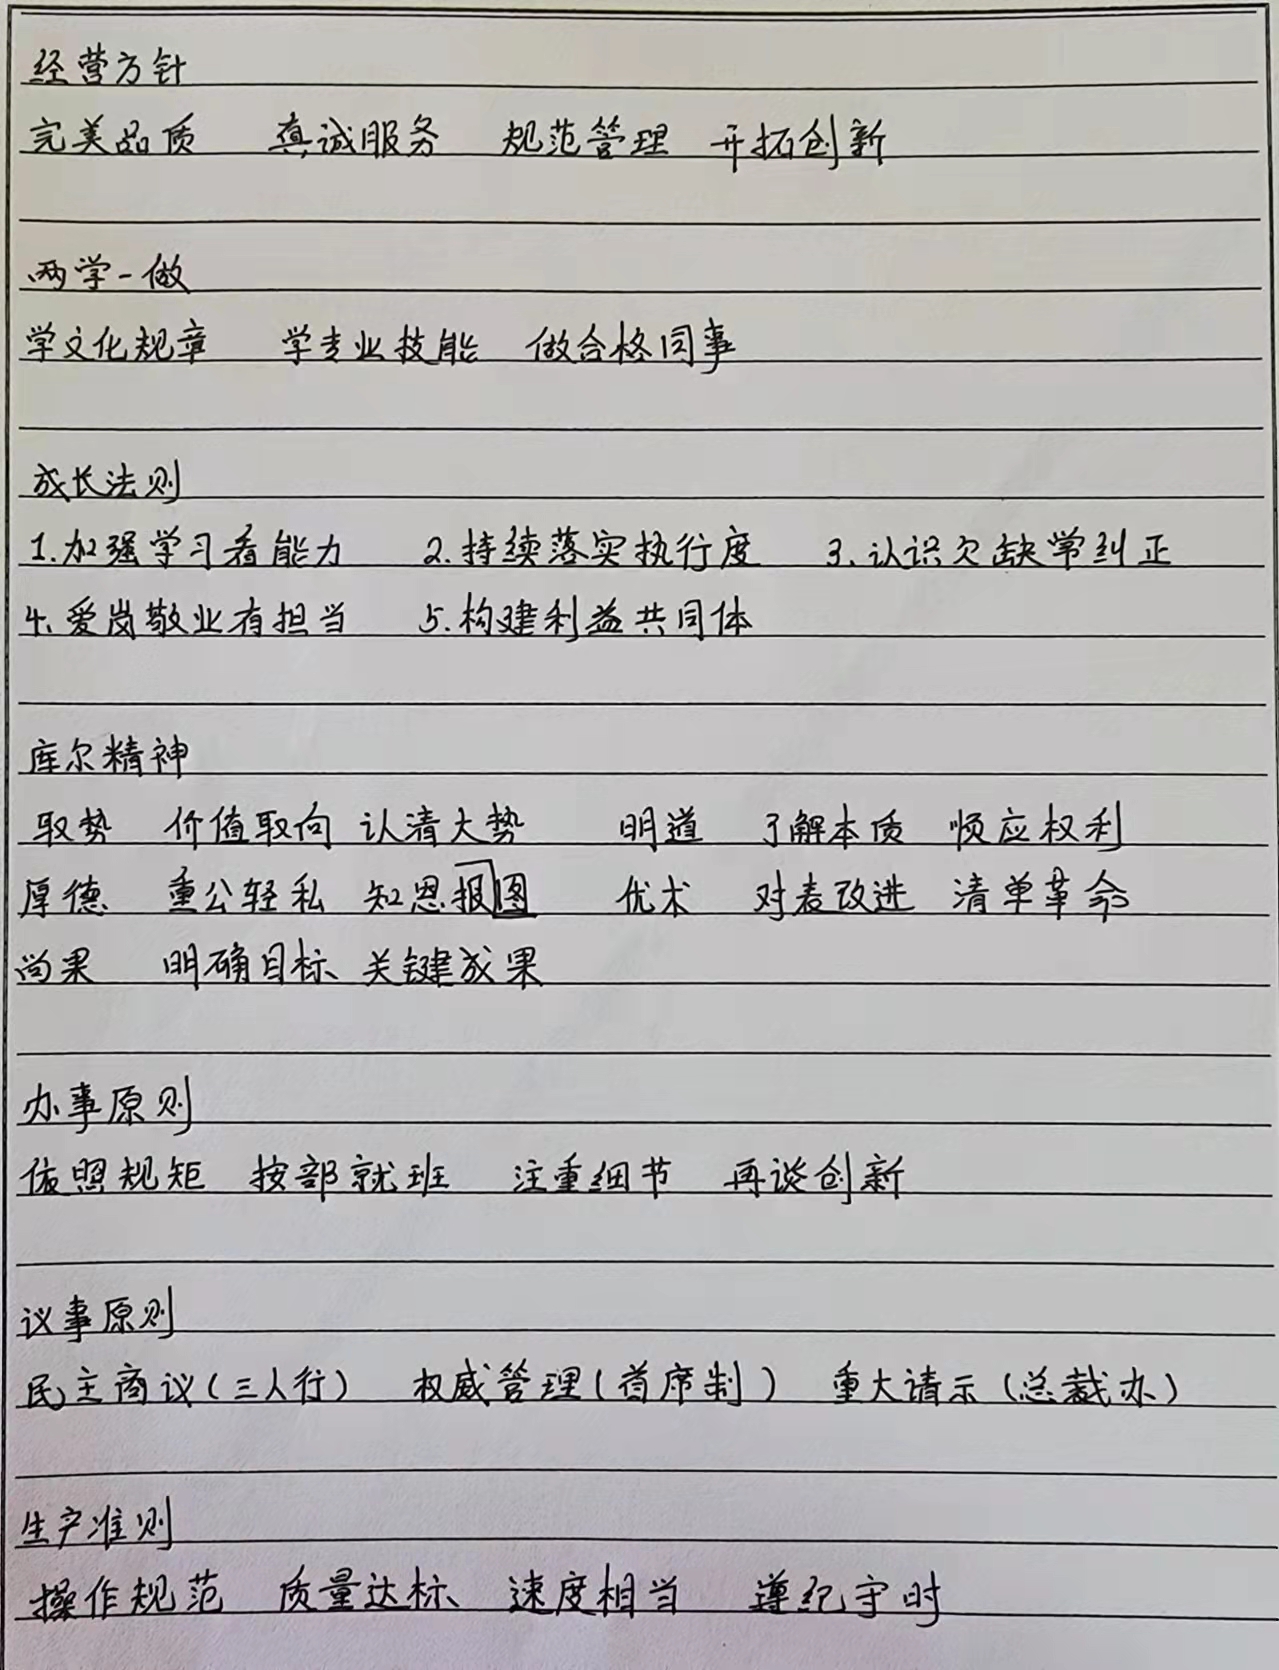 经营方针
完美品质 真诚服务 规范管理 开拓创新
两学一做
学文化规章 学专业技能 做合格同事
成长法则
1.加强学习看能力 2.持续落实执行度 3.认识欠缺常纠正
4.爱岗敬业有担当 5.构建利益共同体
库尔精神
取势 价值取向 认清大势 明道 了解本质 顺应权利
厚德 重公轻私 知恩报图 优术 对表改进 清单革命
尚果 明确目标 关键成果
办事原则
依照规矩 按部就班 注重细节 再谈创新
议事原则
民主商议(三人行) 权威管理(首席制) 重大请示(总裁办)
生产准则
操作规范 质量达标 速度相当 遵纪守时